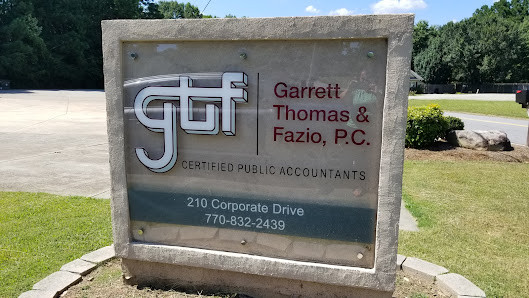 gtf
Garrett
Thomas &
Fazio, P.C.
CERTIFIED PUBLIC ACCOUNTANTS
210 Corporate Drive
770-832-2439